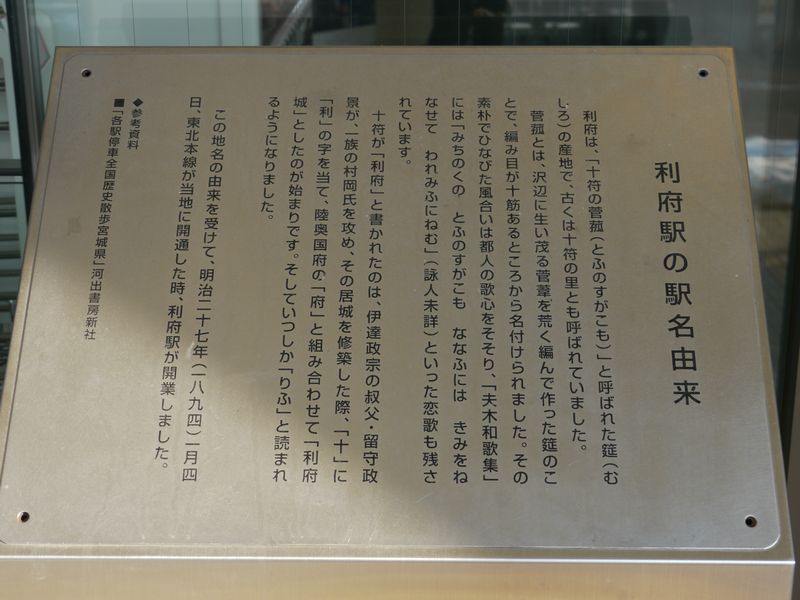 利府駅の駅名由来
利府は、「十符の菅菰（とふのすがこも）」と呼ばれた筵（む
しろ）の産地で、古くは十符の里とも呼ばれていました。
菅菰とは、沢辺に生い茂る菅葦を荒く編んで作った筵のこ
とで、編み目が十筋あるところから名付けられました。その
素朴でひなびた風合いは都人の歌心をそそり、「夫木和歌集」
には「みちのくの　とふのすがこも　ななふには　きみをね
なせて　われみふにねむ」（詠人未詳）といった恋歌も残さ
れています。
十符が「利府」と書かれたのは、伊達政宗の叔父・留守政
景が、一族の村岡氏を攻め、その居城を修築した際、「十」に
「利」の字を当て、陸奥国府の「府」と組み合わせて「利府
城」としたのが始まりです。そしていつしか「りふ」と読まれ
るようになりました。
この地名の由来を受けて、明治二十七年（一八九四）一月四
日、東北本線が当地に開通した時、利府駅が開業しました。
◆参考資料
■「各駅停車全国歴史散歩宮城県」河出書房新社